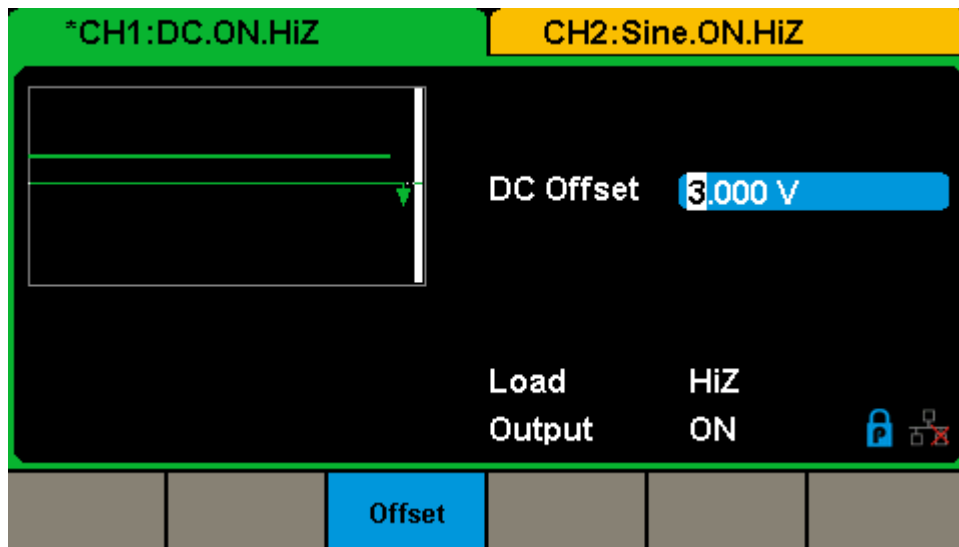 *CH1:DC.ON.HiZ
CH2:Sine.ON.HiZ
DC Offset 3.000 V
Load HiZ
Output ON
P
Offset